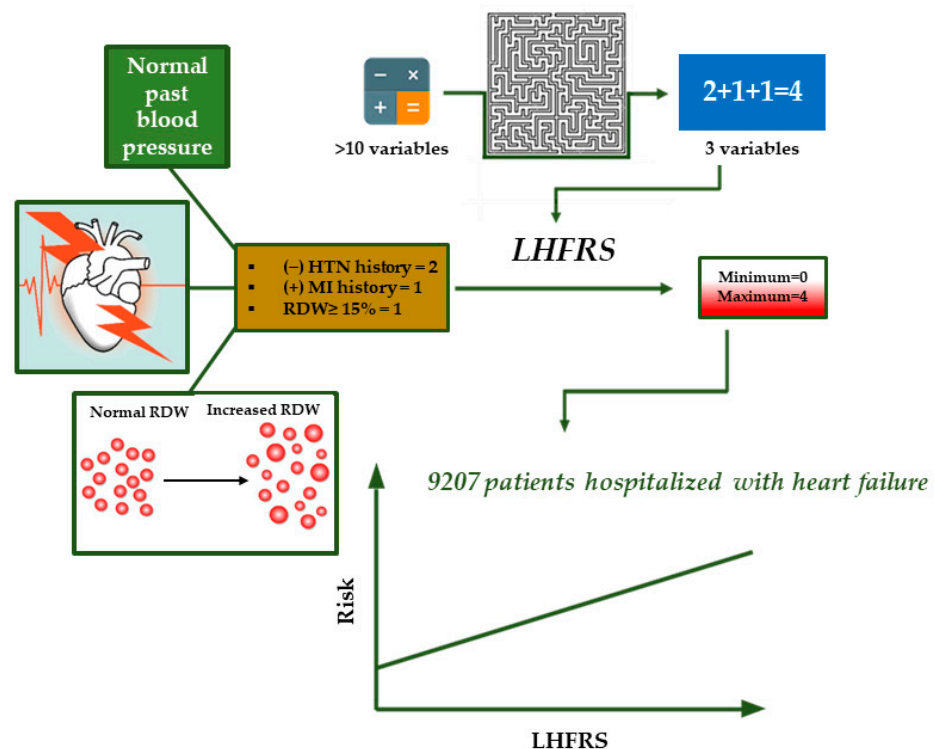 Normal
past
blood
pressure
− ×
+ =
>10 variables
2+1+1=4
3 variables
LHFRS
▪ (−) HTN history = 2
▪ (+) MI history = 1
▪ RDW≥ 15% = 1
Minimum=0
Maximum=4
Normal RDW
Increased RDW
9207 patients hospitalized with heart failure
Risk
LHFRS